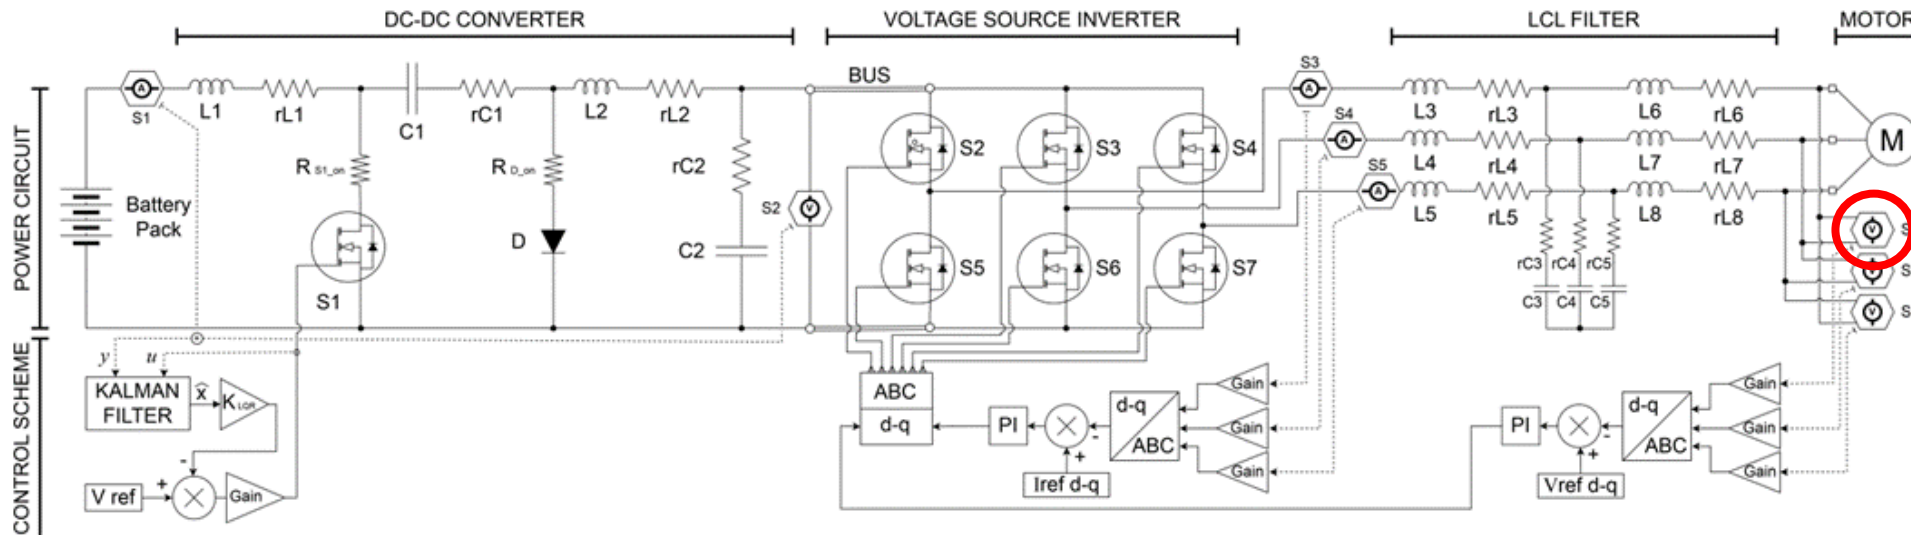 DC-DC CONVERTER
VOLTAGE SOURCE INVERTER
LCL FILTER
MOTOR
POWER CIRCUIT
CONTROL SCHEME
A
S1
L1
rL1
C1
rC1
L2
rL2
BUS
S3
A
L3
rL3
L6
rL6
S4
A
L4
rL4
L7
rL7
M
S5
A
L5
rL5
L8
rL8
Battery
Pack
R S1_on
R D_on
rC2
S2
V
S2
S3
S4
S1
D
C2
S5
S6
S7
rC3
rC4
rC5
C3
C4
C5
V
S
V
S
V
S
y
u
KALMAN
FILTER
x̂
K LQR
-
+
V ref
Gain
ABC
d-q
PI
-
+
Iref d-q
d-q
ABC
Gain
Gain
Gain
PI
-
+
Vref d-q
d-q
ABC
Gain
Gain
Gain